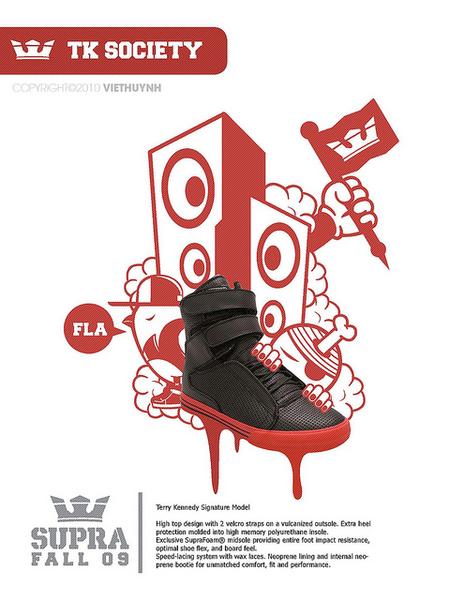 TK SOCIETY
COPYRIGHT©2010 VIETHUYNH
FLA
SUPRA
FALL 09
Terry Kennedy Signature Model
High top design with 2 velcro straps on a vulcanized outsole. Extra heel
protection molded into high memory polyurethane insole.
Exclusive SupraFoam® midsole providing entire foot impact resistance,
optimal shoe flex, and board feel.
Speed-lacing system with wax laces. Neoprene lining and internal neo-
prene bootie for unmatched comfort, fit and performance.